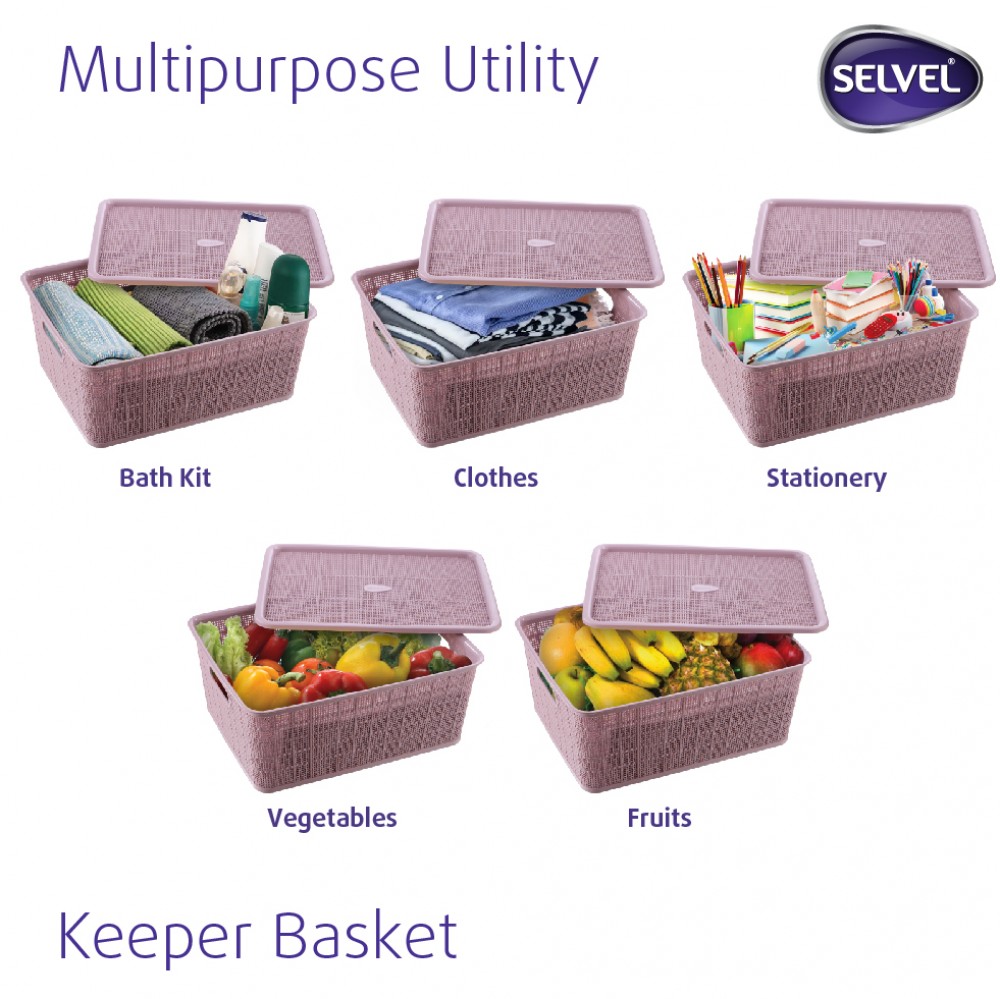 Multipurpose Utility
SELVEL®
Bath Kit
Clothes
Stationery
Vegetables
Fruits
Keeper Basket